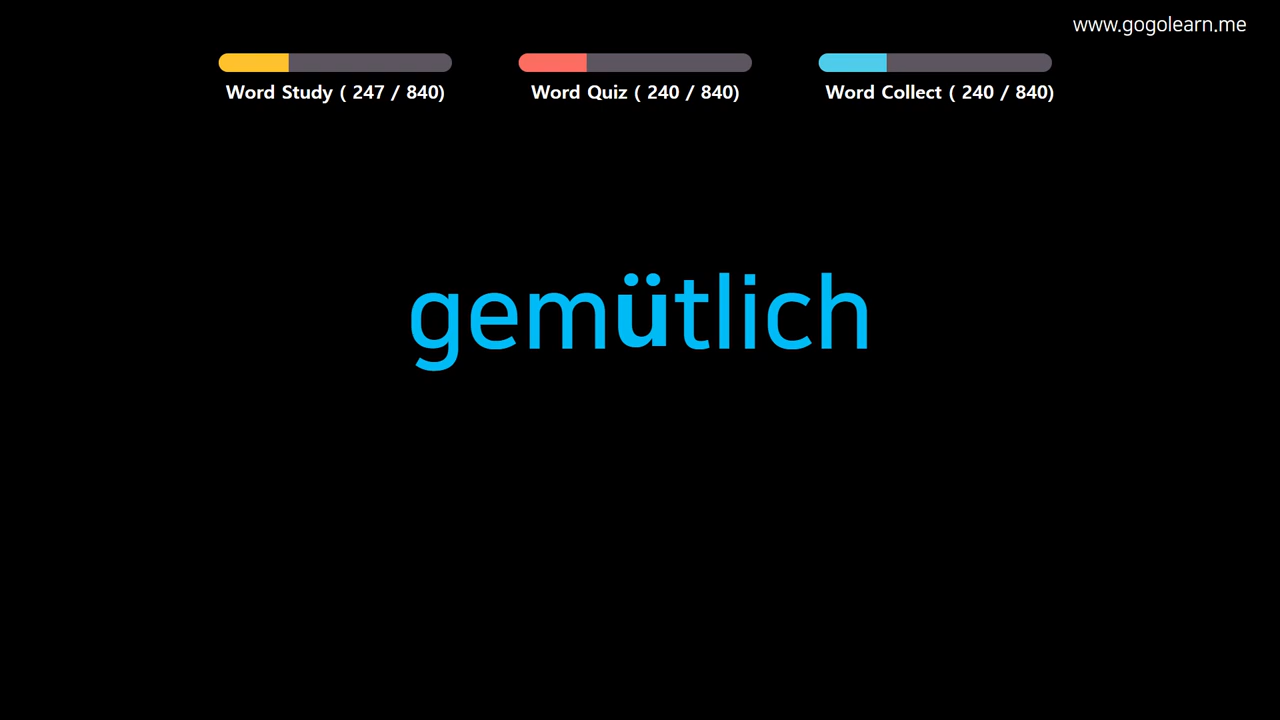 www.gogolearn.me
Word Study ( 247 / 840)
Word Quiz ( 240 / 840)
Word Collect ( 240 / 840)
gemütlich